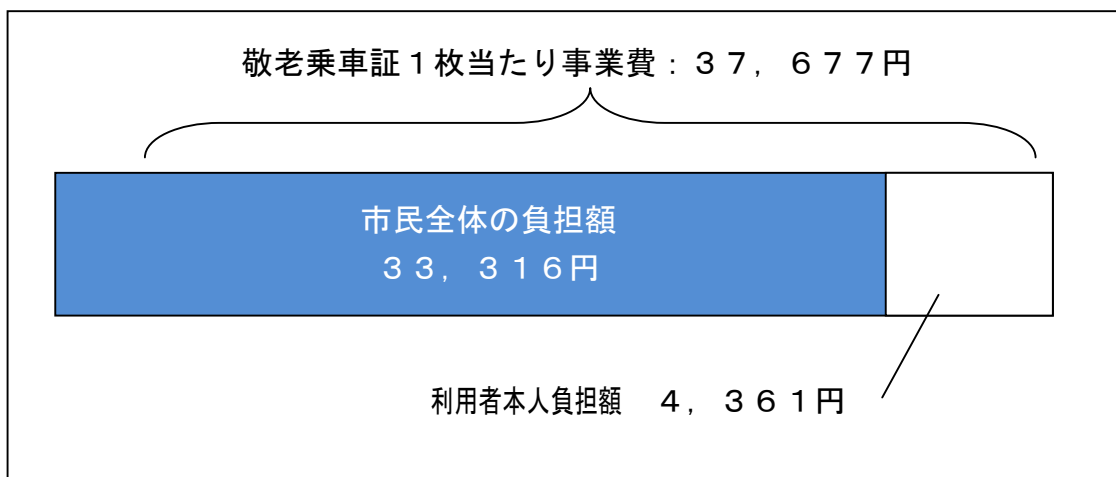 敬老乗車証１枚当たり事業費：３７，６７７円
市民全体の負担額
３３，３１６円
利用者本人負担額　４，３６１円